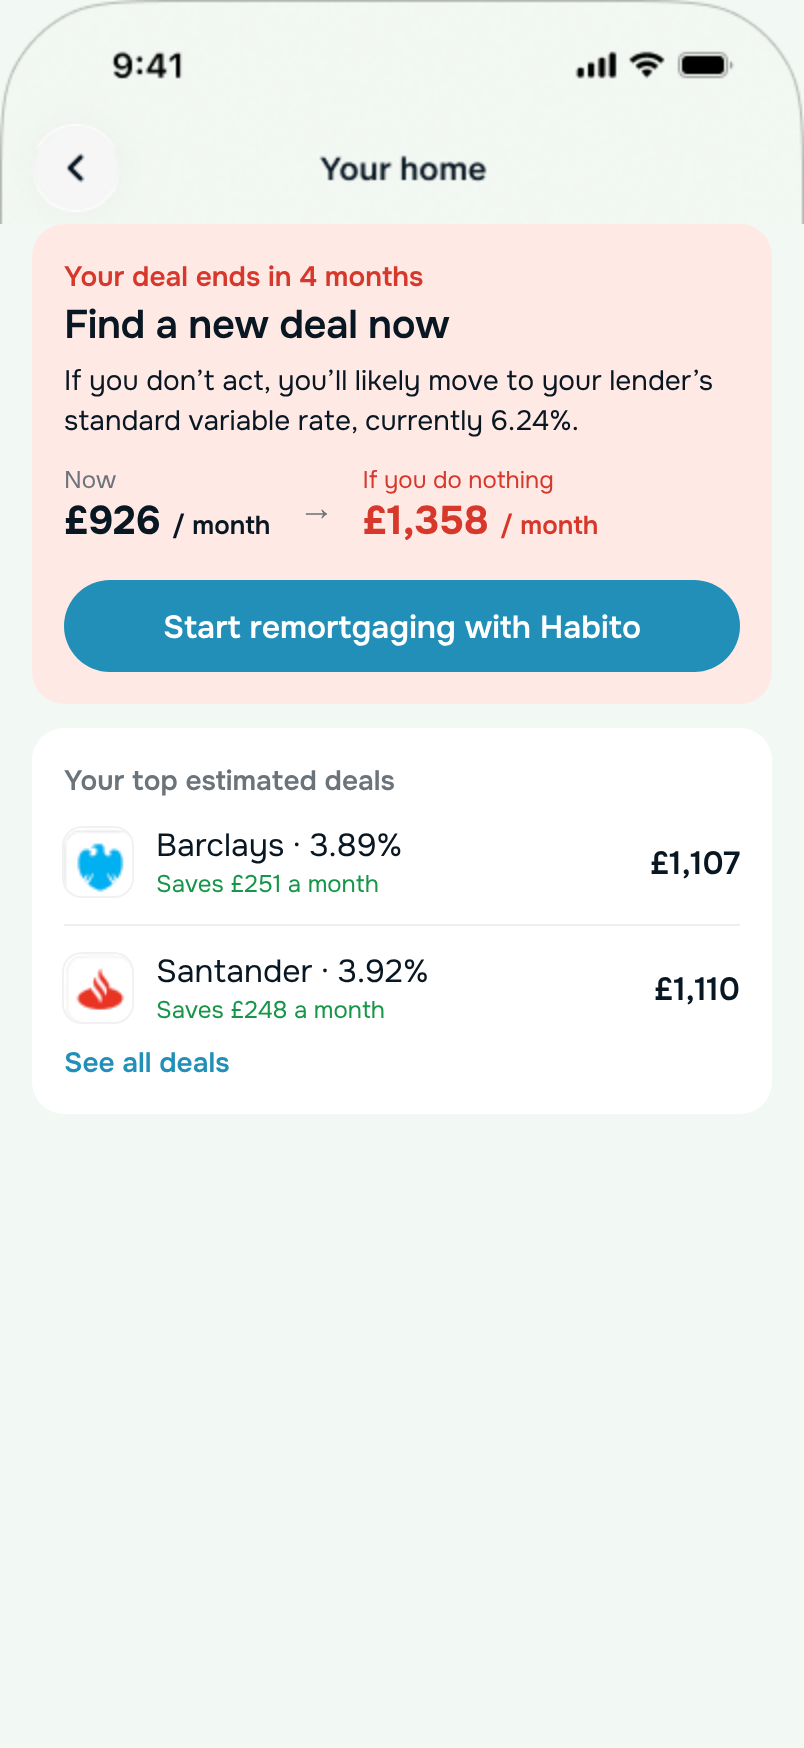 9:41
Your home
Your deal ends in 4 months
Find a new deal now
If you don’t act, you’ll likely move to your lender’s
standard variable rate, currently 6.24%.
Now
£926 / month
→
If you do nothing
£1,358 / month
Start remortgaging with Habito
Your top estimated deals
Barclays · 3.89%
Saves £251 a month
£1,107
Santander · 3.92%
Saves £248 a month
£1,110
See all deals